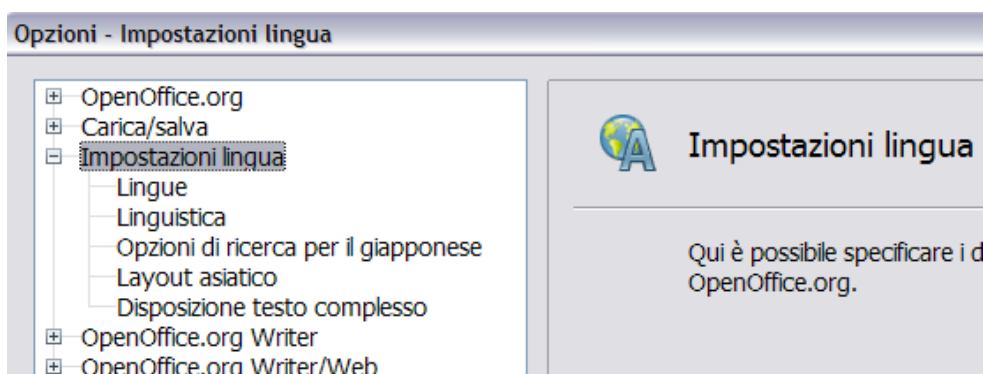 Opzioni - Impostazioni lingua
OpenOffice.org
Carica/salva
Impostazioni lingua
Lingue
Linguistica
Opzioni di ricerca per il giapponese
Layout asiatico
Disposizione testo complesso
OpenOffice.org Writer
OpenOffice.org Writer/Web
Impostazioni lingua
Qui è possibile specificare i d
OpenOffice.org.